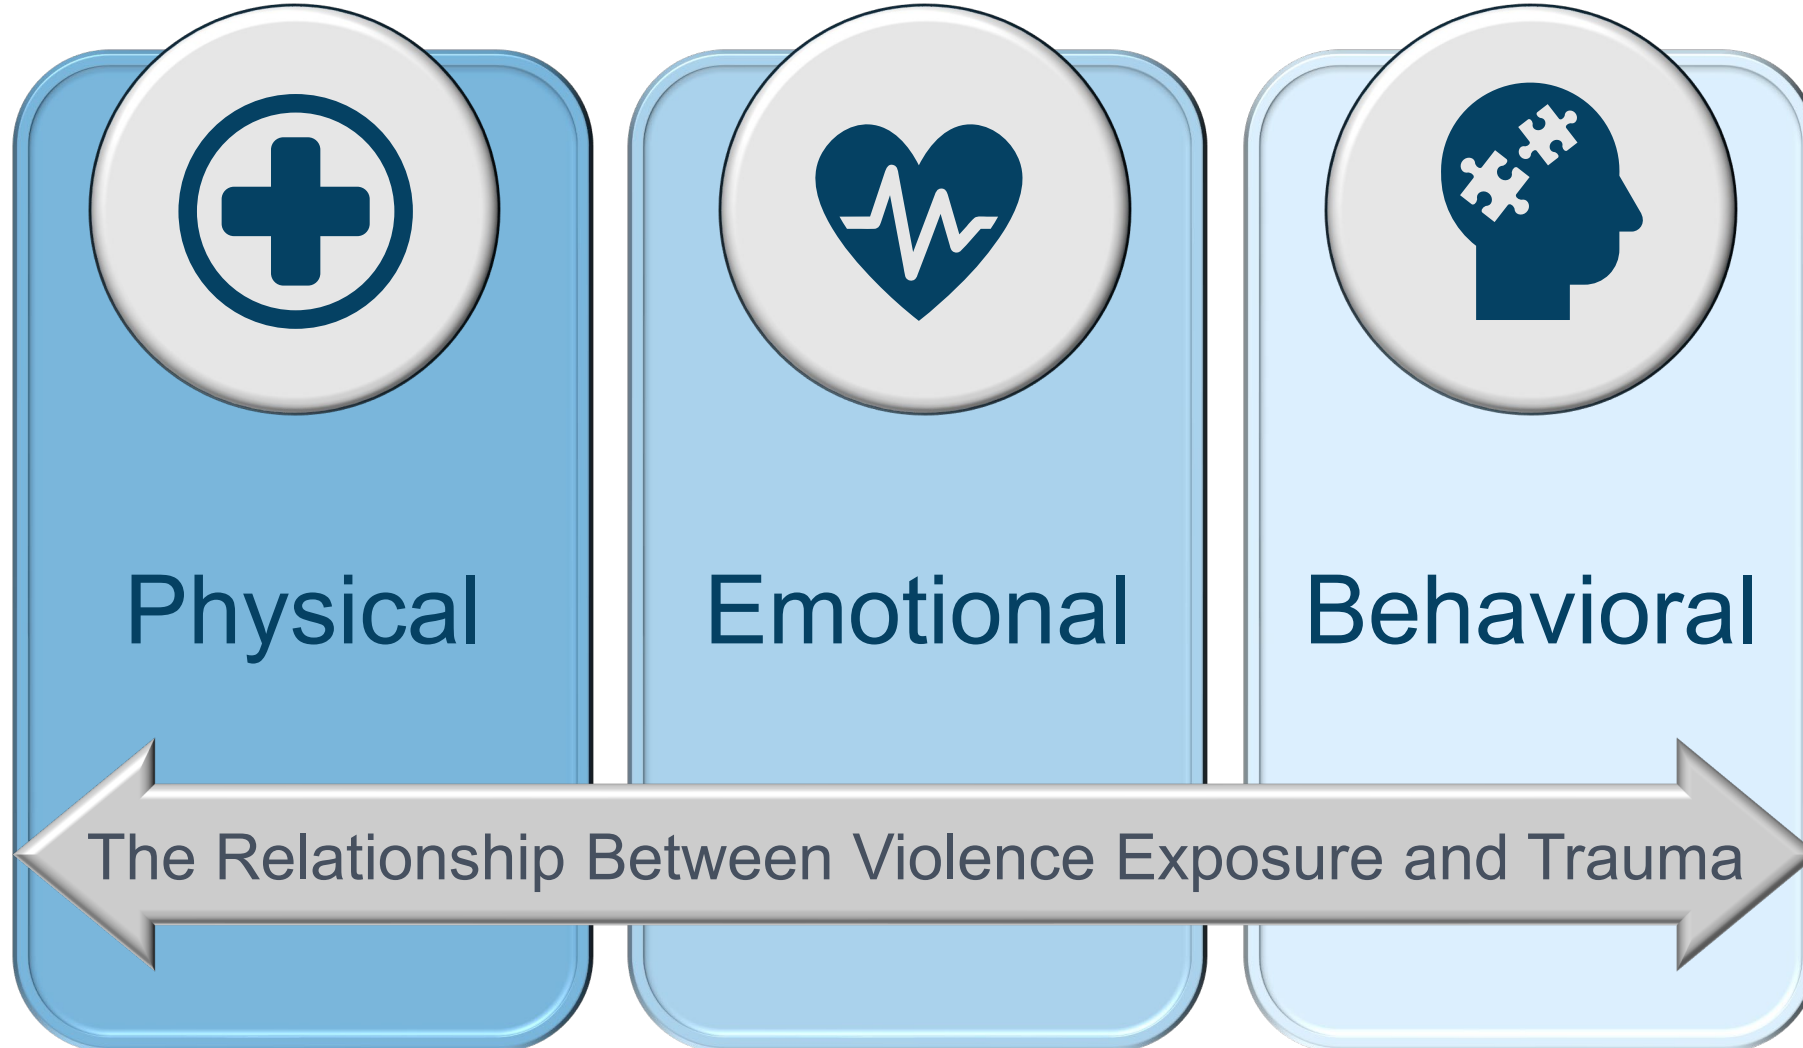 Physical
Emotional
Behavioral
The Relationship Between Violence Exposure and Trauma